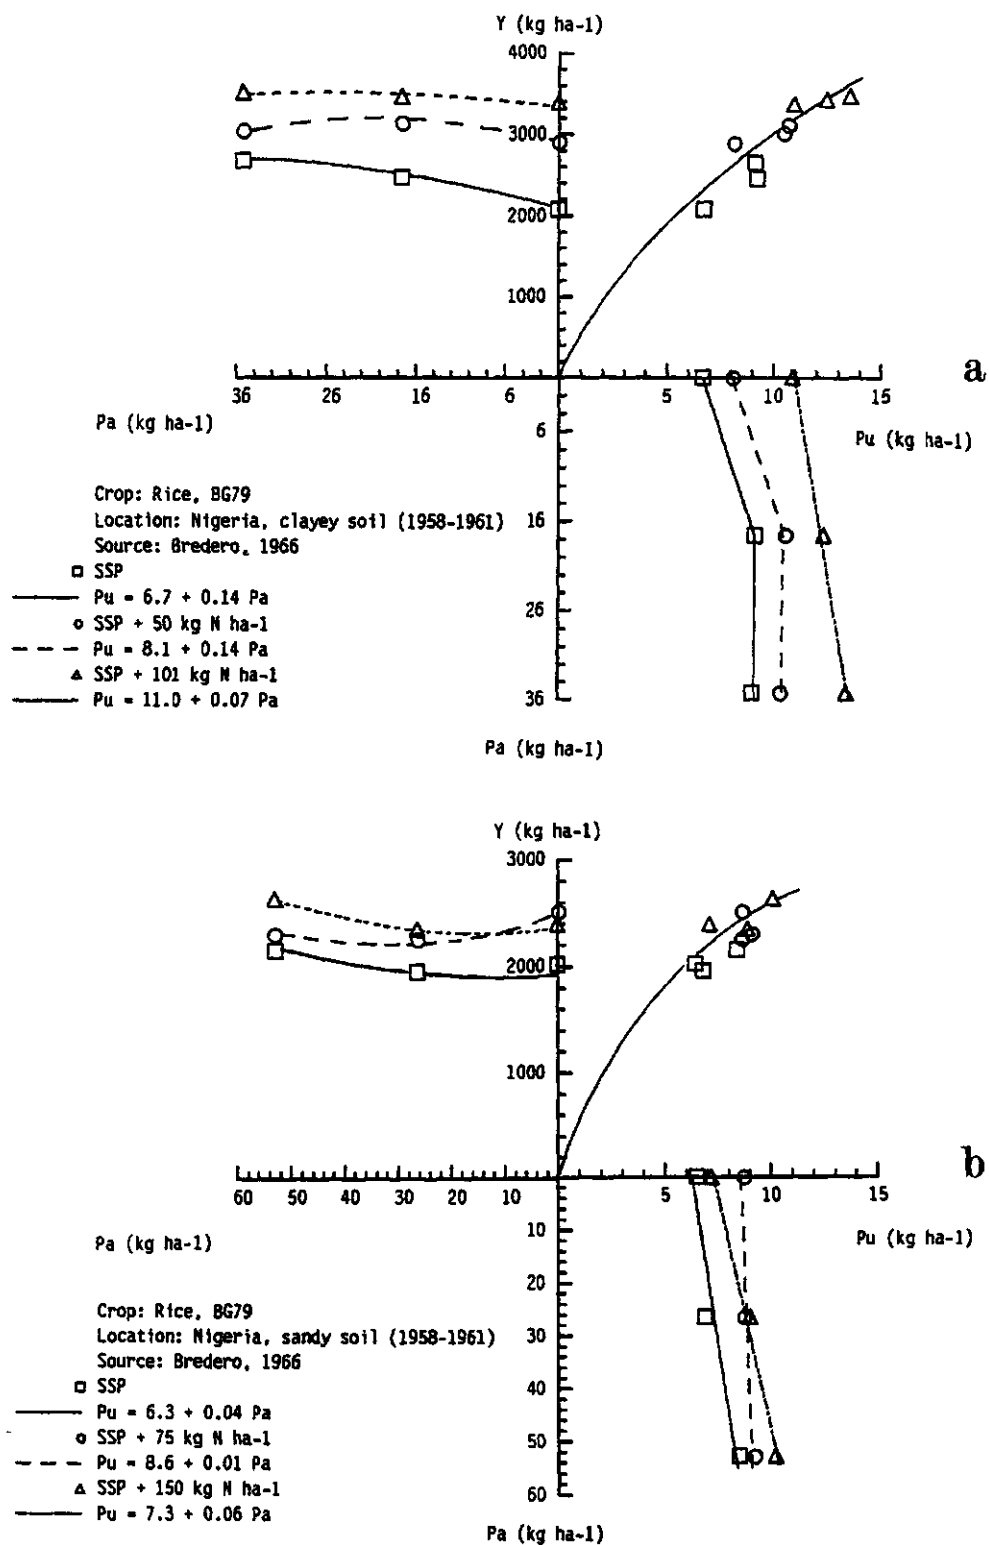 Y (kg ha-1)
4000
3000
2000
1000
36
26
16
6
5
10
15
a
Pa (kg ha-1)
6
Pu (kg ha-1)
16
26
36
Crop: Rice, BG79
Location: Nigeria, clayey soil (1958-1961)
Source: Bredero, 1966
SSP
Pu = 6.7 + 0.14 Pa
SSP + 50 kg N ha-1
Pu = 8.1 + 0.14 Pa
SSP + 101 kg N ha-1
Pu = 11.0 + 0.07 Pa
Pa (kg ha-1)
Y (kg ha-1)
3000
2000
1000
60
50
40
30
20
10
5
10
15
b
10
Pa (kg ha-1)
Pu (kg ha-1)
20
30
40
50
60
Crop: Rice, BG79
Location: Nigeria, sandy soil (1958-1961)
Source: Bredero, 1966
SSP
Pu = 6.3 + 0.04 Pa
SSP + 75 kg N ha-1
Pu = 8.6 + 0.01 Pa
SSP + 150 kg N ha-1
Pu = 7.3 + 0.06 Pa
Pa (kg ha-1)